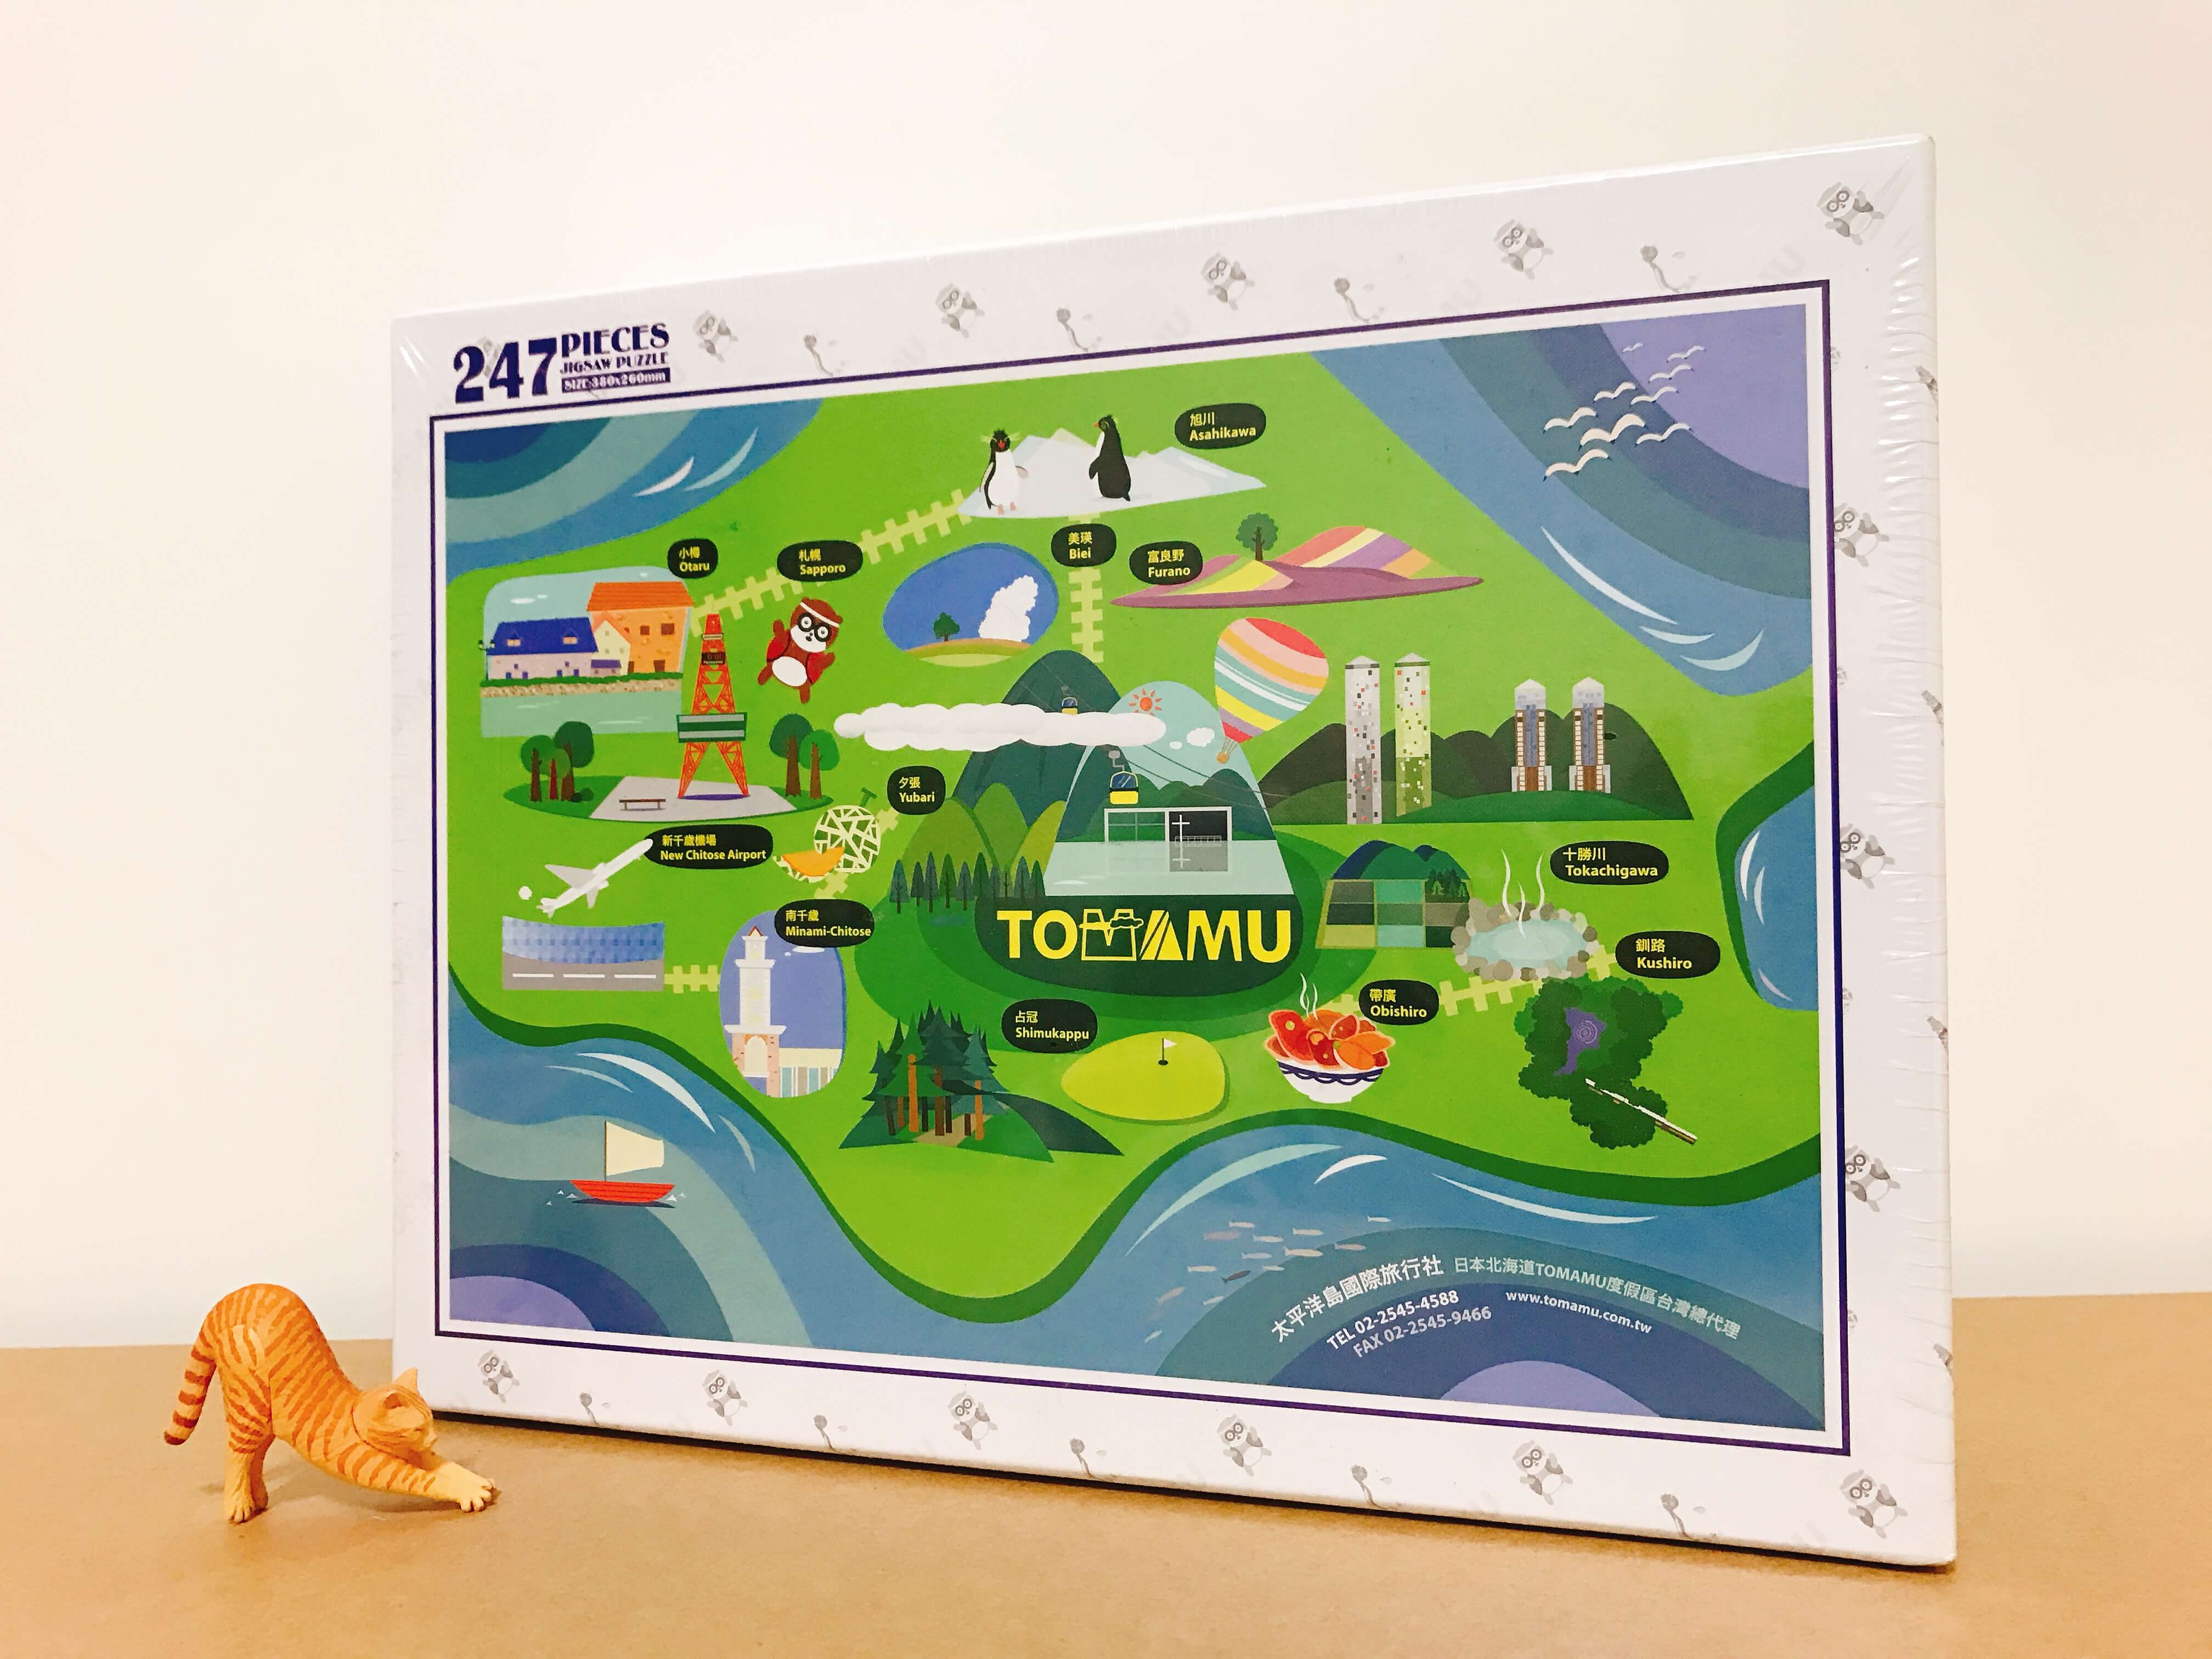 247 PIECES
JIGSAW PUZZLE
SIZE:380x260mm
旭川
Asahikawa
小樽
Otaru
札幌
Sapporo
美瑛
Biei
富良野
Furano
夕張
Yubari
新千歲機場
New Chitose Airport
十勝川
Tokachigawa
南千歲
Minami-Chitose
TOMAMU
釧路
Kushiro
帶廣
Obishiro
占冠
Shimukappu
太平洋島國際旅行社 日本北海道TOMAMU度假區台灣總代理
TEL 02-2545-4588 www.tomamu.com.tw
FAX 02-2545-9466